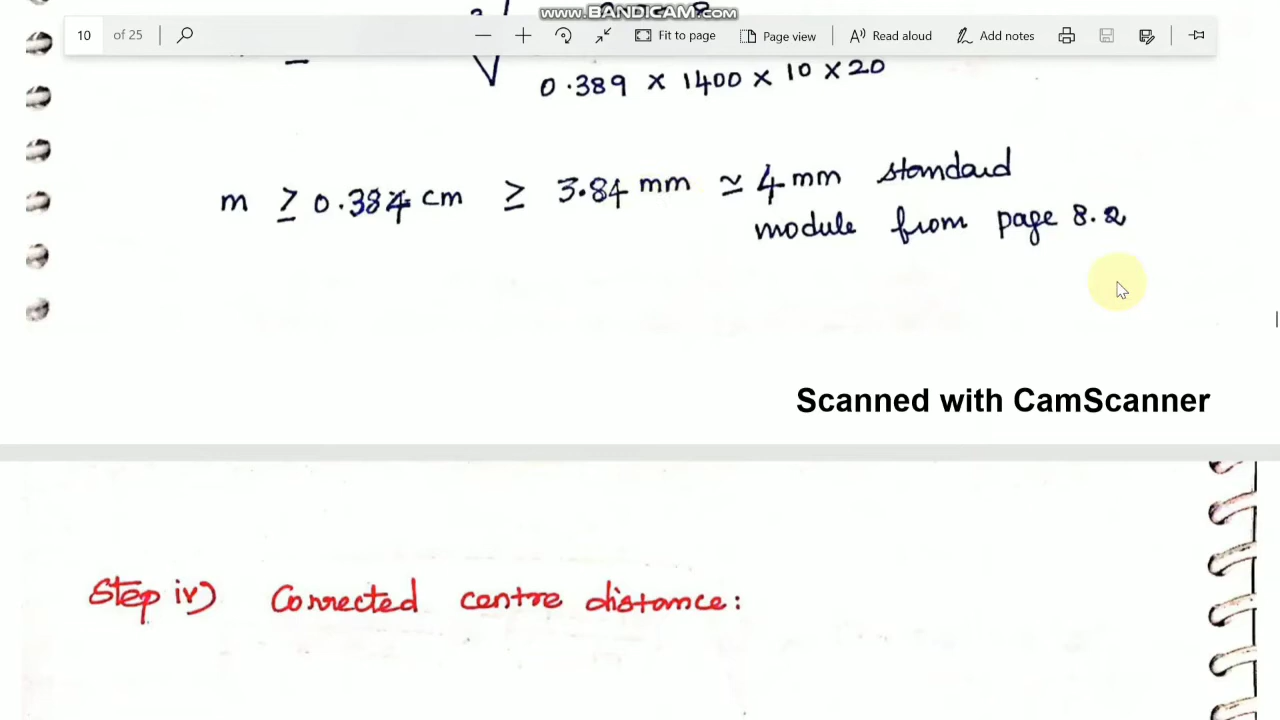 www.BANDICAM.com
10 of 25 Fit to page Page view Read aloud Add notes
0.389 × 1400 × 10 × 20
m ≥ 0.384 cm ≥ 3.84 mm ≃ 4 mm standard
module from page 8.2
Scanned with CamScanner
Step iv) Corrected centre distance: